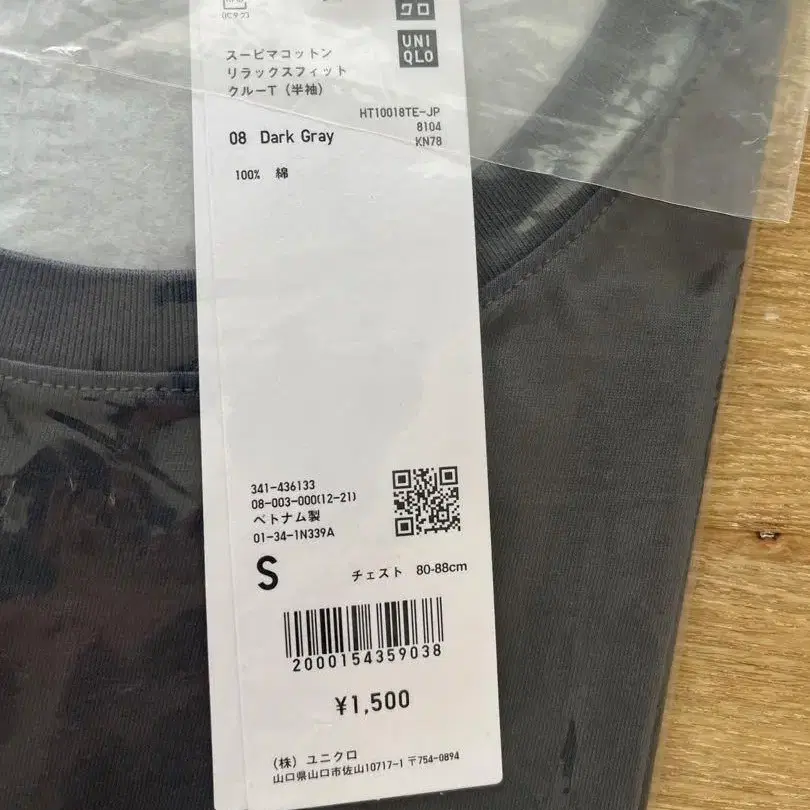 (ICタグ)
クロ
UNI
QLO
スーピマコットン
リラックスフィット
クルーT (半袖)
HT10018TE-JP
8104
KN78
08 Dark Gray
100% 綿
341-436133
08-003-000(12-21)
ベトナム製
01-34-1N339A
S チェスト 80-88cm
2000154359038
¥1,500
(株) ユニクロ
山口県山口市佐山10717-1 〒754-0894